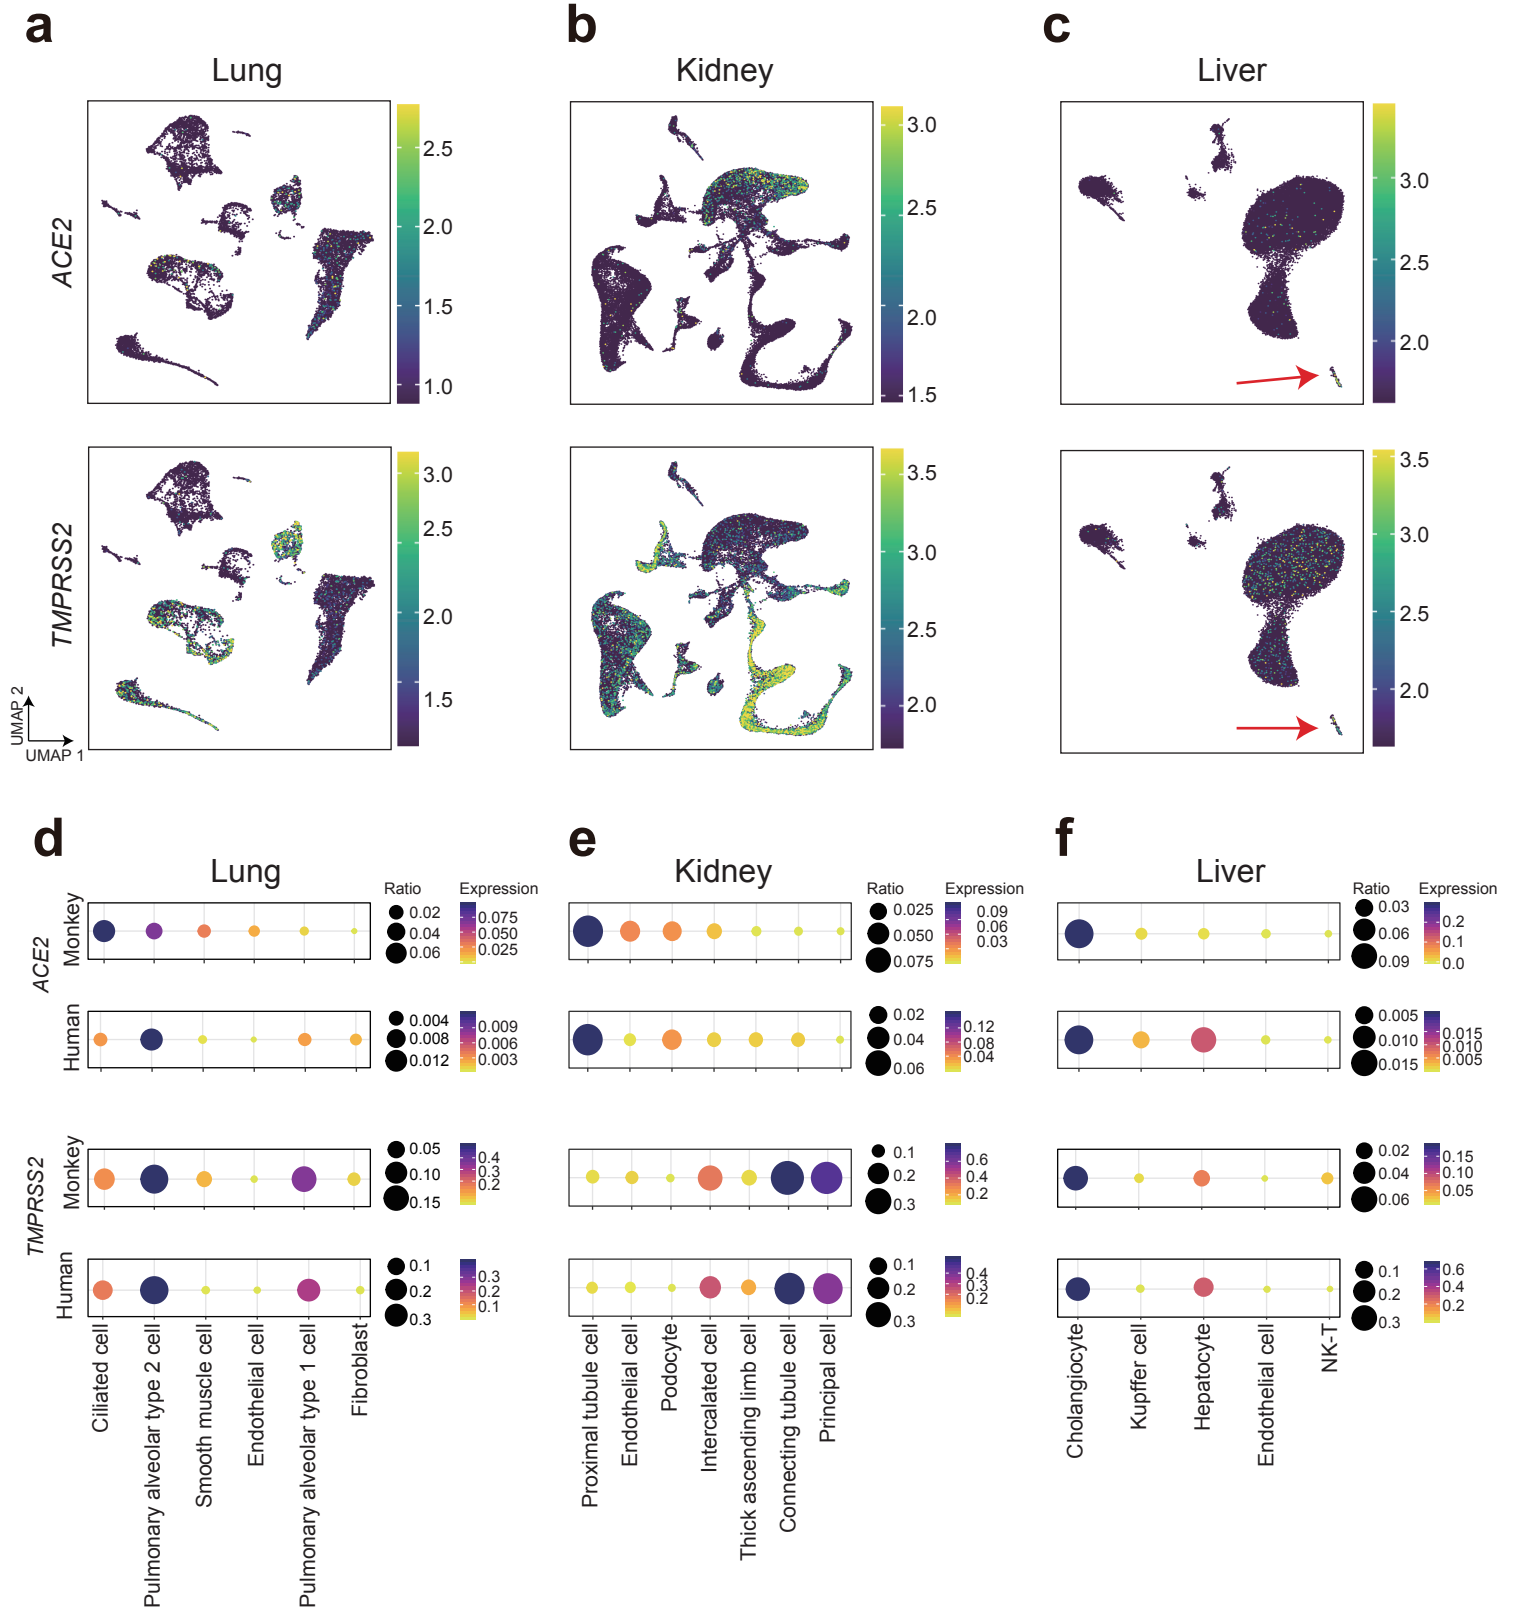 a
b
c
Lung
Kidney
Liver
ACE2
2.5
2.0
1.5
1.0
3.0
2.5
2.0
1.5
3.0
2.5
2.0
TMPRSS2
3.0
2.5
2.0
1.5
3.5
3.0
2.5
2.0
3.5
3.0
2.5
2.0
UMAP 2
UMAP 1
d
e
f
Lung
Kidney
Liver
ACE2
Monkey
Ratio
Expression
0.02
0.04
0.06
0.075
0.050
0.025
Ratio
Expression
0.025
0.050
0.075
0.09
0.06
0.03
Ratio
Expression
0.03
0.06
0.09
0.2
0.1
0.0
Human
0.004
0.008
0.012
0.009
0.006
0.003
0.02
0.04
0.06
0.12
0.08
0.04
0.005
0.010
0.015
0.015
0.010
0.005
TMPRSS2
Monkey
0.05
0.10
0.15
0.4
0.3
0.2
0.1
0.2
0.3
0.6
0.4
0.2
0.02
0.04
0.06
0.15
0.10
0.05
Human
0.1
0.2
0.3
0.3
0.2
0.1
0.1
0.2
0.3
0.4
0.3
0.2
0.1
0.2
0.3
0.6
0.4
0.2
Ciliated cell
Pulmonary alveolar type 2 cell
Smooth muscle cell
Endothelial cell
Pulmonary alveolar type 1 cell
Fibroblast
Proximal tubule cell
Endothelial cell
Podocyte
Intercalated cell
Thick ascending limb cell
Connecting tubule cell
Principal cell
Cholangiocyte
Kupffer cell
Hepatocyte
Endothelial cell
NK-T